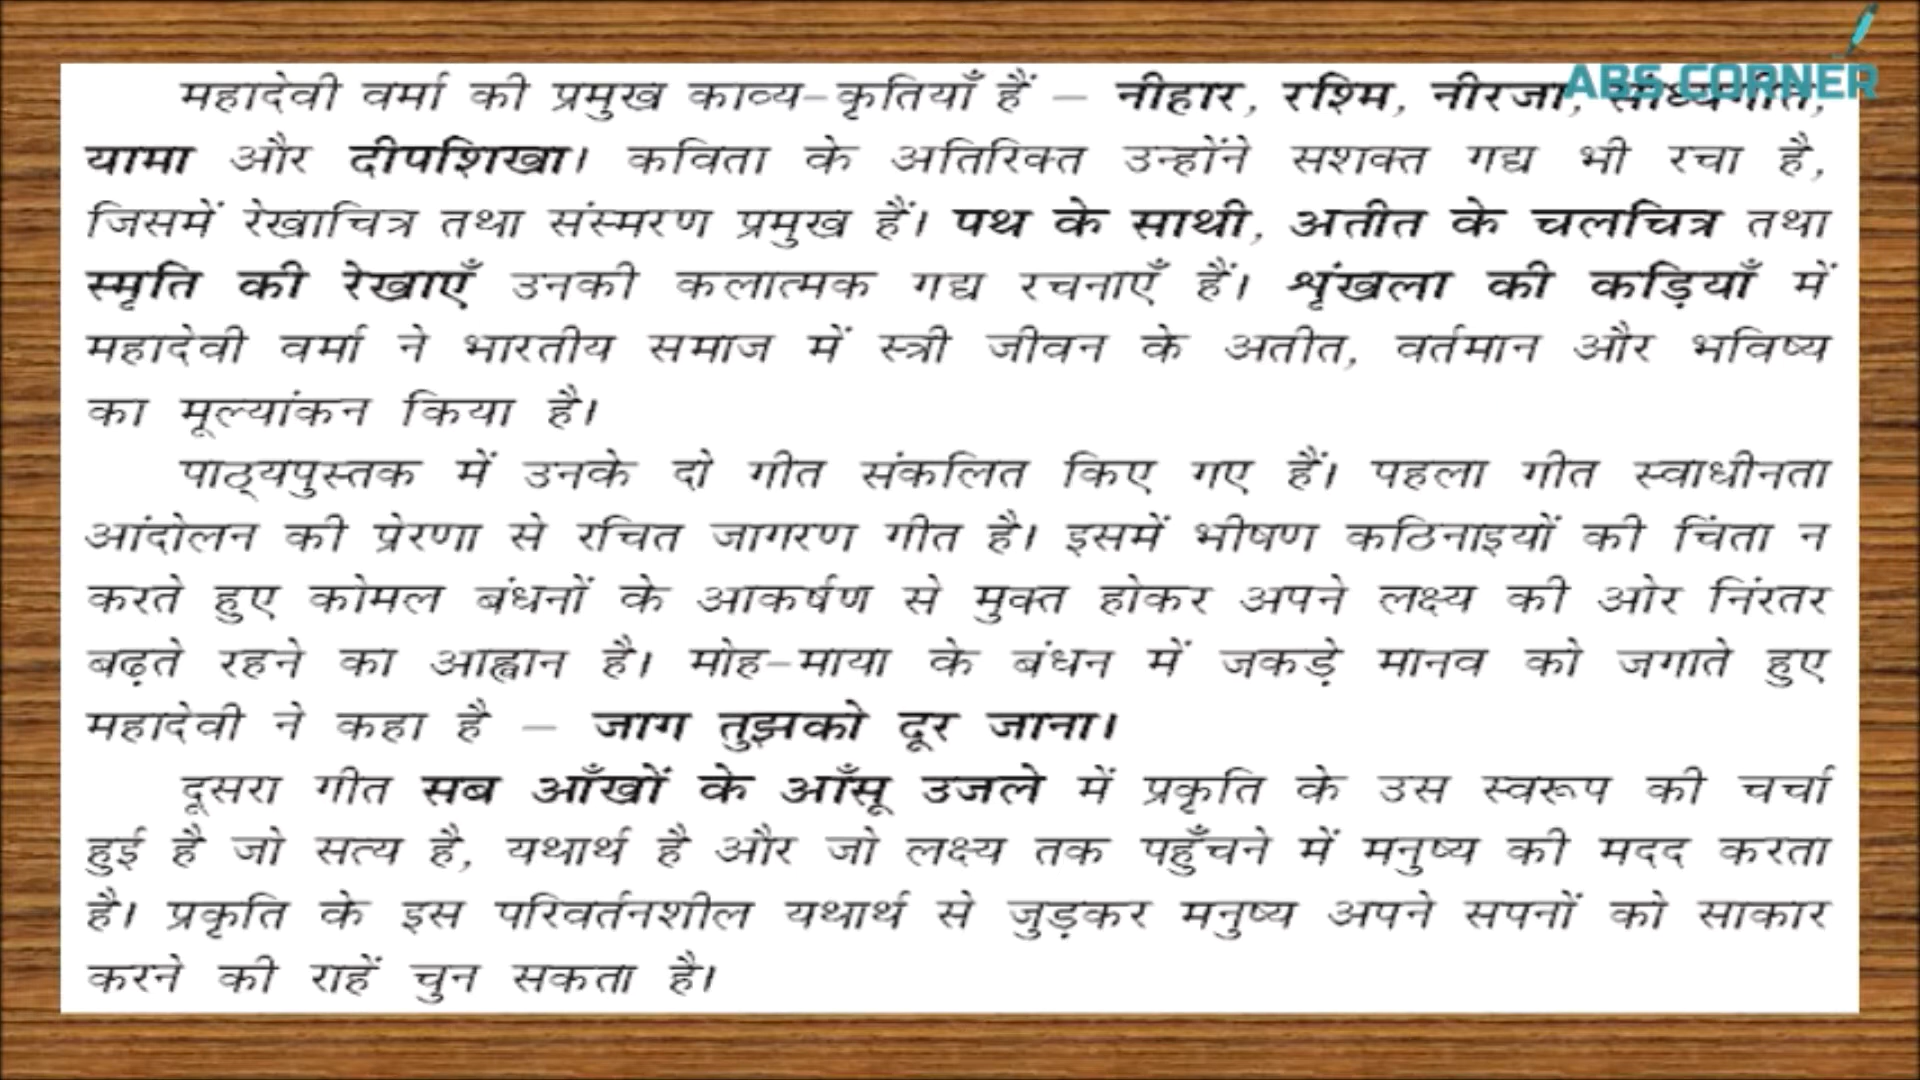 ABS CORNER
महादेवी वर्मा की प्रमुख काव्य-कृतियाँ हैं – नीहार, रश्मि, नीरजा,
यामा और दीपशिखा। कविता के अतिरिक्त उन्होंने सशक्त गद्य भी रचा है,
जिसमें रेखाचित्र तथा संस्मरण प्रमुख हैं। पथ के साथी, अतीत के चलचित्र तथा
स्मृति की रेखाएँ उनकी कलात्मक गद्य रचनाएँ हैं। शृंखला की कड़ियाँ में
महादेवी वर्मा ने भारतीय समाज में स्त्री जीवन के अतीत, वर्तमान और भविष्य
का मूल्यांकन किया है।
पाठ्यपुस्तक में उनके दो गीत संकलित किए गए हैं। पहला गीत स्वाधीनता
आंदोलन की प्रेरणा से रचित जागरण गीत है। इसमें भीषण कठिनाइयों की चिंता न
करते हुए कोमल बंधनों के आकर्षण से मुक्त होकर अपने लक्ष्य की ओर निंरतर
बढ़ते रहने का आह्वान है। मोह-माया के बंधन में जकड़े मानव को जगाते हुए
महादेवी ने कहा है – जाग तुझको दूर जाना।
दूसरा गीत सब आँखों के आँसू उजले में प्रकृति के उस स्वरूप की चर्चा
हुई है जो सत्य है, यथार्थ है और जो लक्ष्य तक पहुँचने में मनुष्य की मदद करता
है। प्रकृति के इस परिवर्तनशील यथार्थ से जुड़कर मनुष्य अपने सपनों को साकार
करने की राहें चुन सकता है।